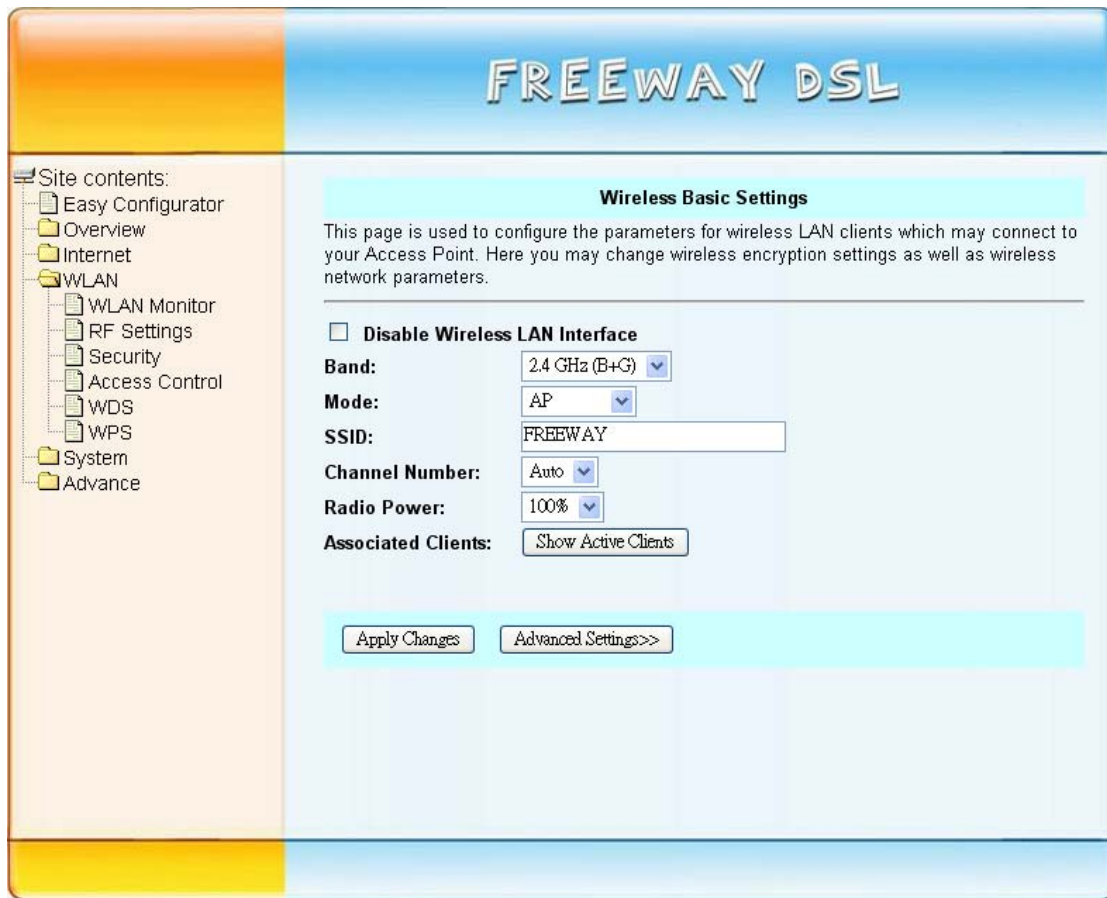 FREEWAY DSL
Site contents:
Easy Configurator
Overview
Internet
WLAN
WLAN Monitor
RF Settings
Security
Access Control
WDS
WPS
System
Advance
Wireless Basic Settings
This page is used to configure the parameters for wireless LAN clients which may connect to
your Access Point. Here you may change wireless encryption settings as well as wireless
network parameters.
Disable Wireless LAN Interface
Band: 2.4 GHz (B+G)
Mode: AP
SSID: FREEWAY
Channel Number: Auto
Radio Power: 100%
Associated Clients: Show Active Clients
Apply Changes Advanced Settings>>